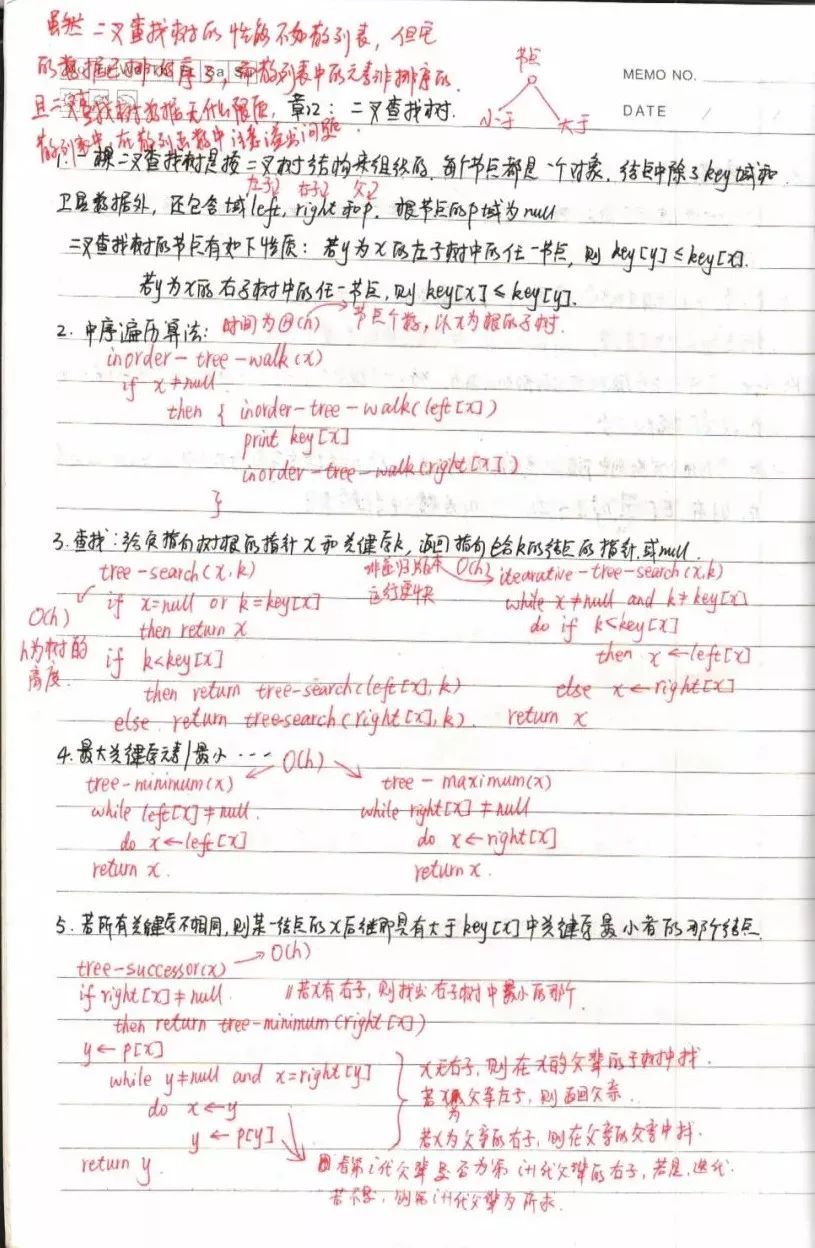 虽然二叉查找树的性能不如散列表，但它
的数据已排好序了，而散列表中的元素非排序的.
且二叉查找树数据无什么限制，
散列表中，在散列函数中注意溢出问题.
节点
小于 大于
MEMO NO.
DATE / /
章12：二叉查找树.
1. 一棵二叉查找树是按二叉树结构来组织的. 每个节点都是一个对象. 结点中除了key域和
左子 右子 父
卫星数据外，还包含域left, right和p. 根节点的p域为null
二叉查找树的节点有如下性质：若y为x的左子树中的任一节点，则 key[y]≤key[x].
若y为x的右子树中的任一节点，则 key[x]≤key[y].
2. 中序遍历算法：时间为Θ(n) → 节点个数，以x为根的子树.
inorder-tree-walk(x)
if x≠null
then { inorder-tree-walk(left[x])
print key[x]
inorder-tree-walk(right[x])
}
3. 查找：给定指向树根的指针x和关键字k，返回指向包含k的结点的指针.或null.
tree-search(x,k)
O(h)
h为树的
高度.
if x=null or k=key[x]
then return x
if k<key[x]
then return tree-search(left[x],k)
else return tree-search(right[x],k).
非递归版本
运行更快
O(h) iterarative-tree-search(x,k)
while x≠null and k≠key[x]
do if k<key[x]
then x←left[x]
else x←right[x]
return x
4. 最大关键字元素/最小 ···· O(h)
tree-minimum(x)
while left[x]≠null.
do x←left[x]
return x.
tree-maximum(x)
while right[x]≠null
do x←right[x]
return x.
5. 若所有关键字不相同，则某一结点的x后继即具有大于key[x]中关键字最小者的那个结点.
tree-successor(x) → O(h)
if right[x]≠null. //若x有右子，则找出右子树中最小的那个
then return tree-minimum(right[x])
y←p[x]
while y≠null and x=right[y]
do x←y
y←p[y]
return y.
x无右子，则在x的父辈的子树中找.
若x为父亲左子，则返回父亲.
若x为父亲的右子，则在父亲的父辈中找.
看第i代父辈是否为第i+1代父辈的右子，若是，迭代.
若不是，则第i+1代父辈为所求.